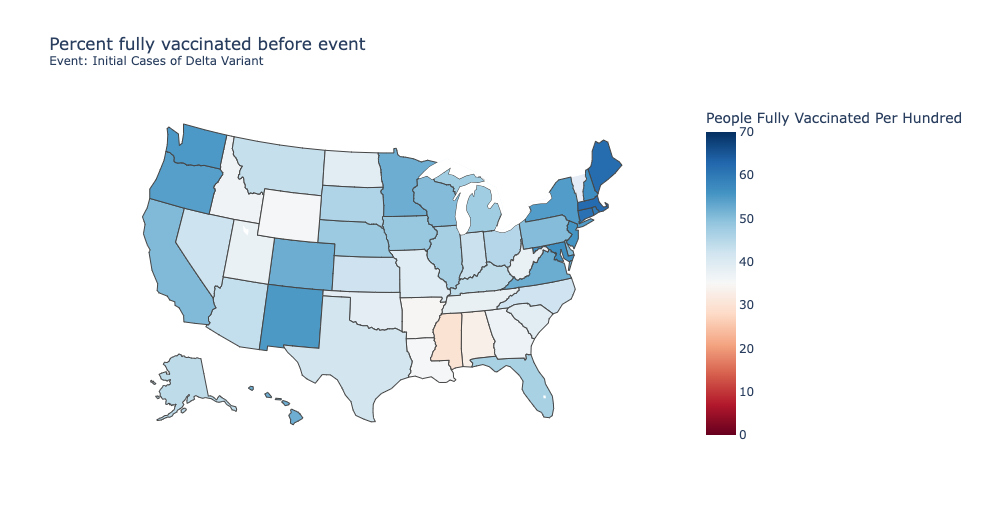 Percent fully vaccinated before event
Event: Initial Cases of Delta Variant
People Fully Vaccinated Per Hundred
70
60
50
40
30
20
10
0